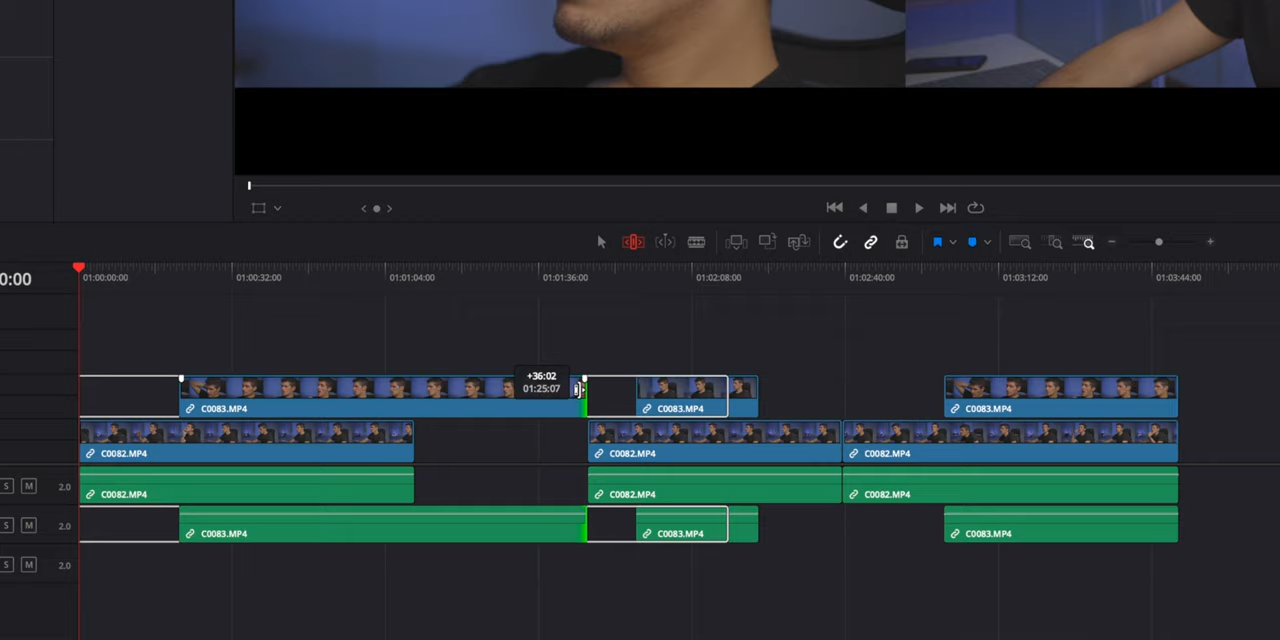 0:00
01:00:00:00 01:00:32:00 01:01:04:00 01:01:36:00 01:02:08:00 01:02:40:00 01:03:12:00 01:03:44:00
+36:02
01:25:07
C0083.MP4 C0083.MP4 C0083.MP4
C0082.MP4 C0082.MP4 C0082.MP4
S M 2.0 C0082.MP4 C0082.MP4 C0082.MP4
S M 2.0 C0083.MP4 C0083.MP4 C0083.MP4
S M 2.0